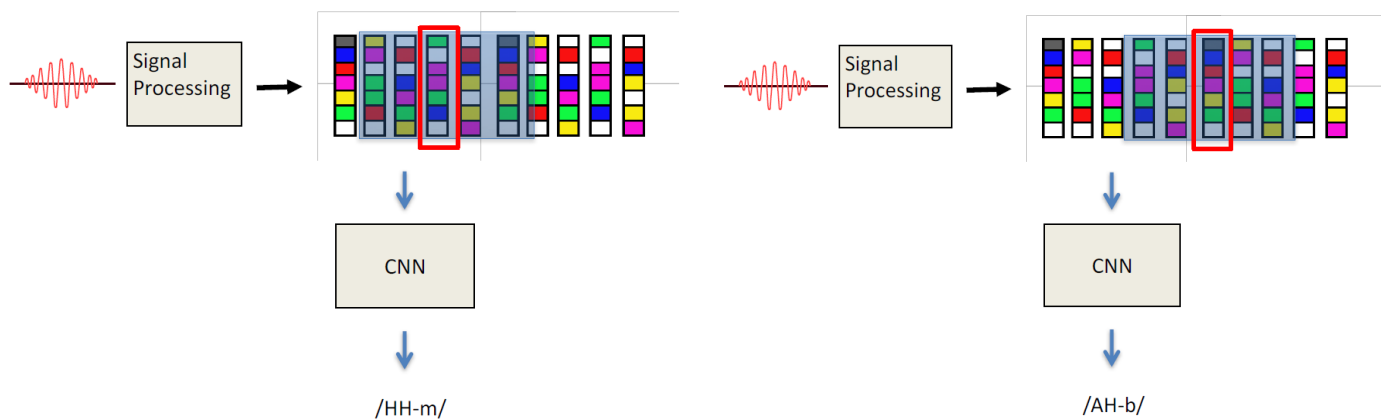 Signal
Processing
CNN
/HH-m/
Signal
Processing
CNN
/AH-b/